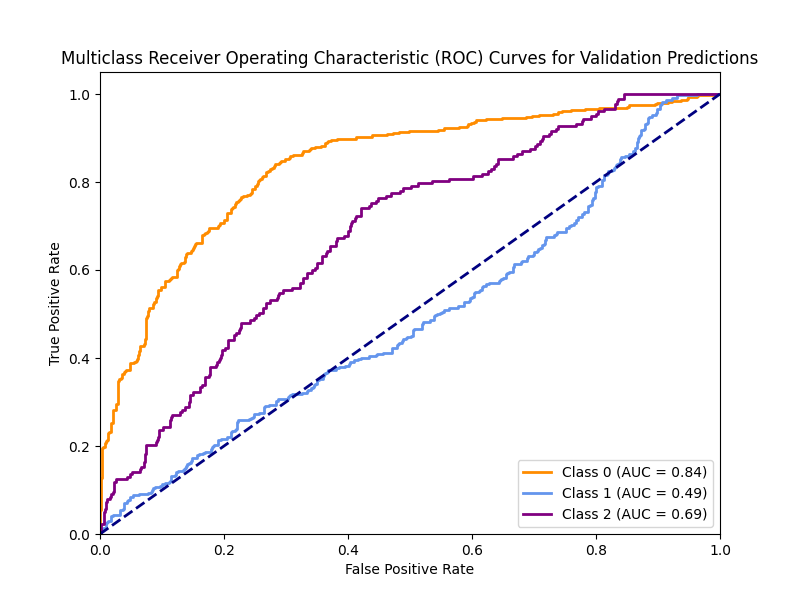 Multiclass Receiver Operating Characteristic (ROC) Curves for Validation Predictions
True Positive Rate
1.0
0.8
0.6
0.4
0.2
0.0
Class 0 (AUC = 0.84)
Class 1 (AUC = 0.49)
Class 2 (AUC = 0.69)
0.0 0.2 0.4 0.6 0.8 1.0
False Positive Rate